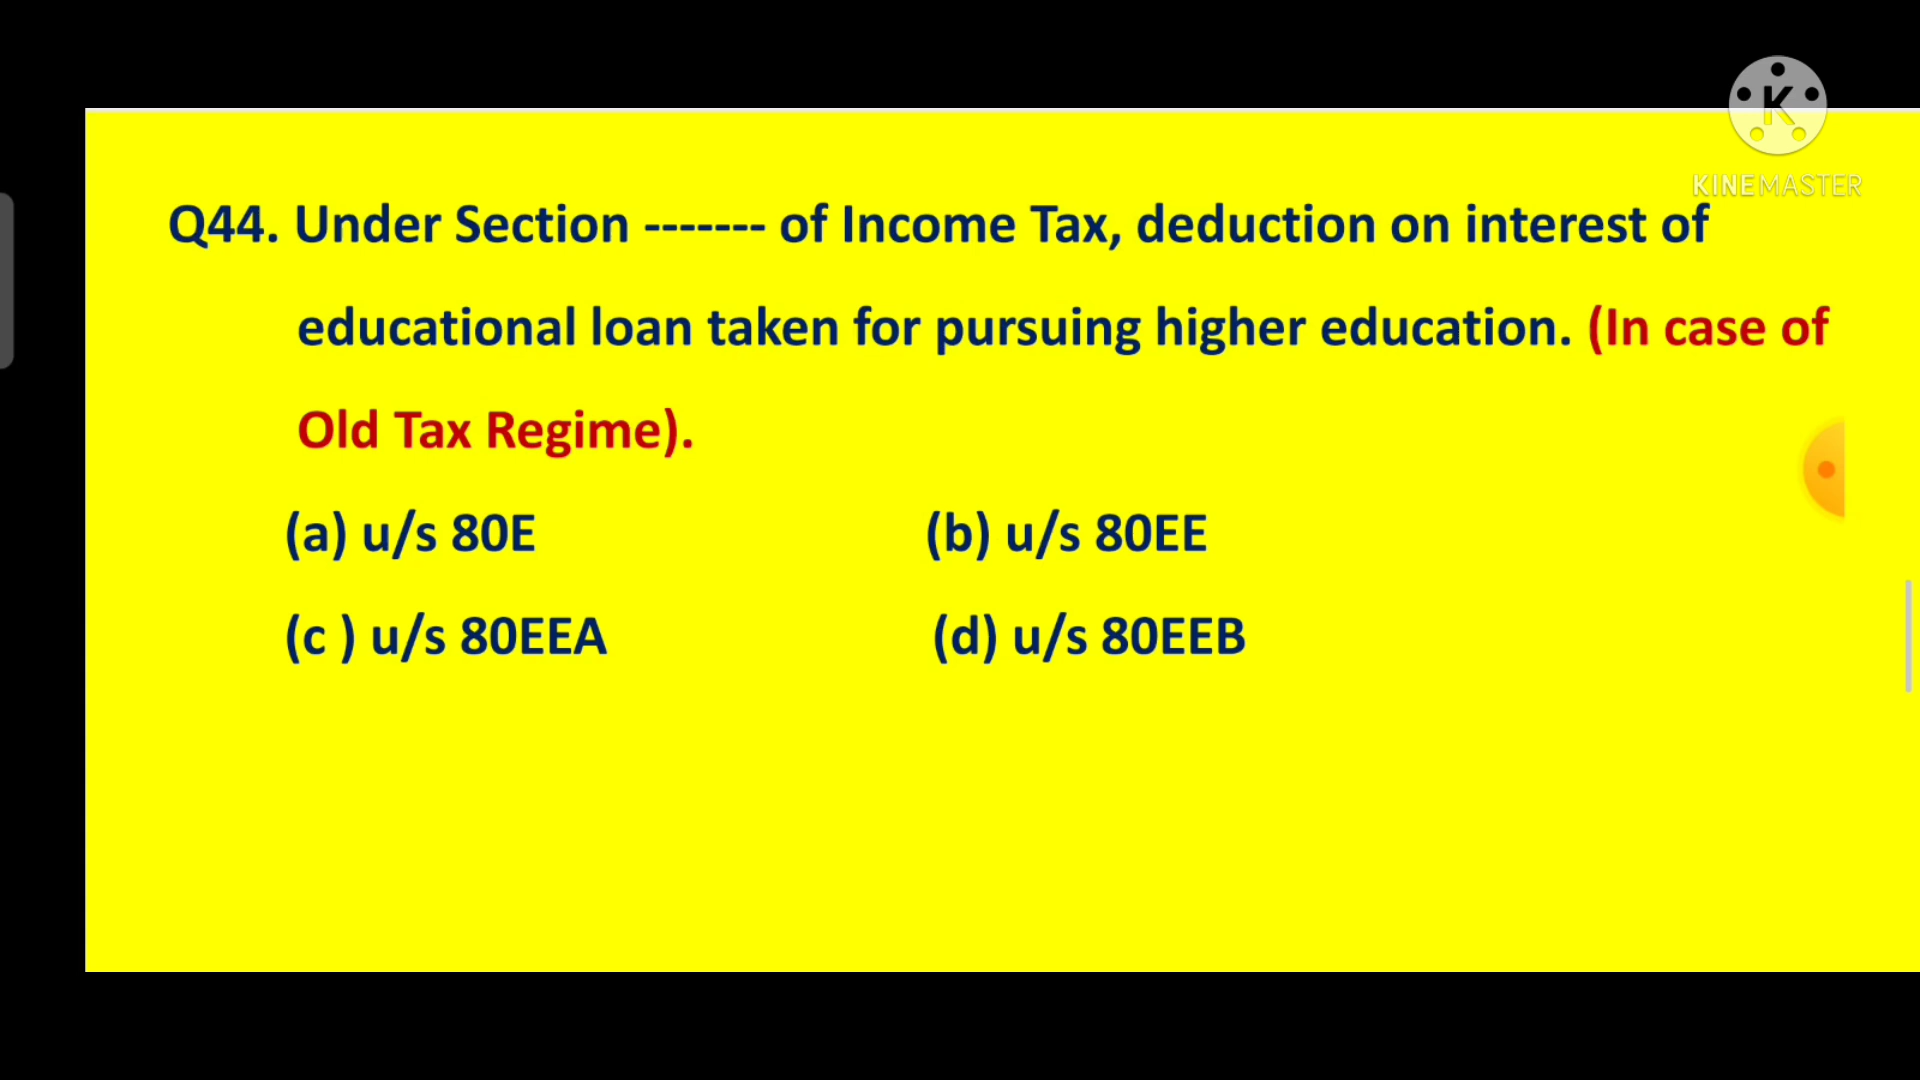 K
KINEMASTER
Q44. Under Section ------- of Income Tax, deduction on interest of
educational loan taken for pursuing higher education. (In case of
Old Tax Regime).
(a) u/s 80E (b) u/s 80EE
(c ) u/s 80EEA (d) u/s 80EEB